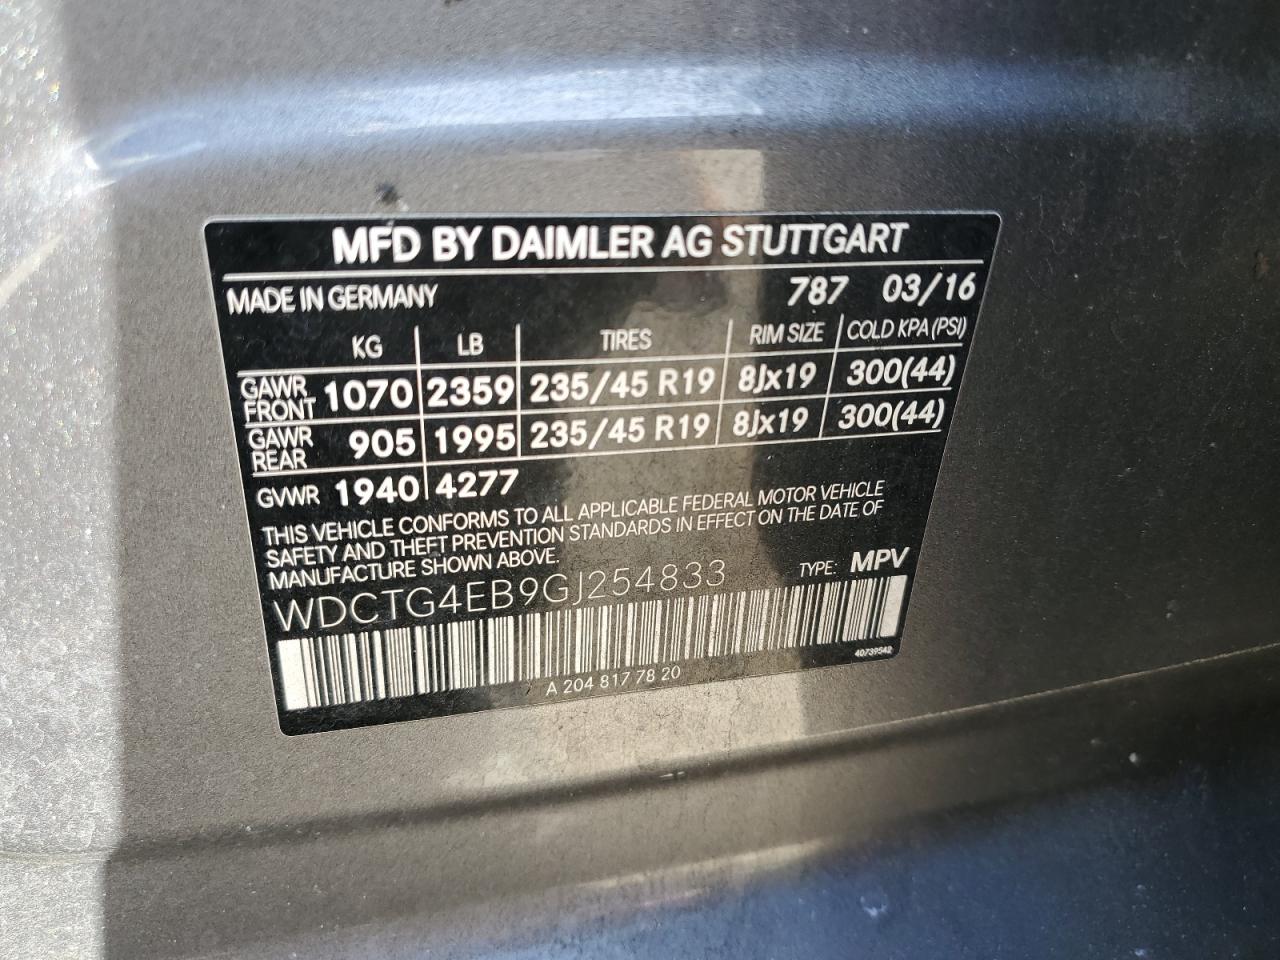 MFD BY DAIMLER AG STUTTGART
MADE IN GERMANY 787 03/16
KG LB TIRES RIM SIZE COLD KPA (PSI)
GAWR FRONT 1070 2359 235/45 R19 8Jx19 300(44)
GAWR REAR 905 1995 235/45 R19 8Jx19 300(44)
GVWR 1940 4277
THIS VEHICLE CONFORMS TO ALL APPLICABLE FEDERAL MOTOR VEHICLE
SAFETY AND THEFT PREVENTION STANDARDS IN EFFECT ON THE DATE OF
MANUFACTURE SHOWN ABOVE.
WDCTG4EB9GJ254833 TYPE: MPV
40739542
A 204 817 78 20